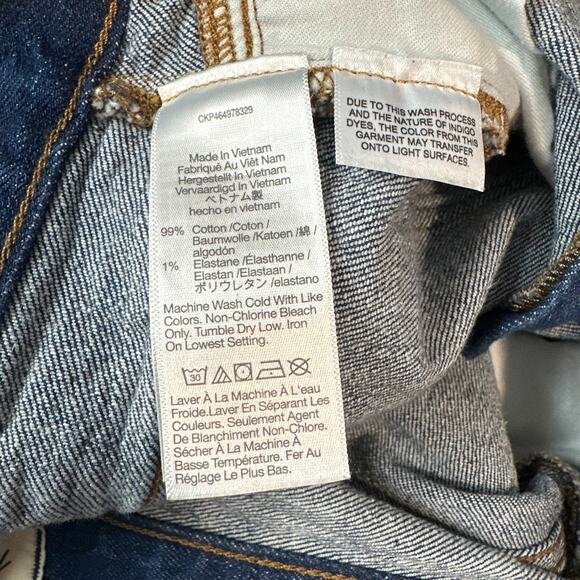 CKP464978329
Made In Vietnam
Fabriqué Au Viêt Nam
Hergestellt In Vietnam
Vervaardigd In Vietnam
ベトナム製
hecho en vietnam
99% Cotton /Coton /
Baumwolle /Katoen /綿 /
algodón
1% Elastane /Élasthanne /
Elastan /Elastaan /
ポリウレタン /elastano
Machine Wash Cold With Like
Colors. Non-Chlorine Bleach
Only. Tumble Dry Low. Iron
On Lowest Setting.
30
Laver À La Machine À L'eau
Froide.Laver En Séparant Les
Couleurs. Seulement Agent
De Blanchiment Non-Chlore.
Sécher À La Machine À
Basse Température. Fer Au
Réglage Le Plus Bas.
DUE TO THIS WASH PROCESS
AND THE NATURE OF INDIGO
DYES, THE COLOR FROM THIS
GARMENT MAY TRANSFER
ONTO LIGHT SURFACES.